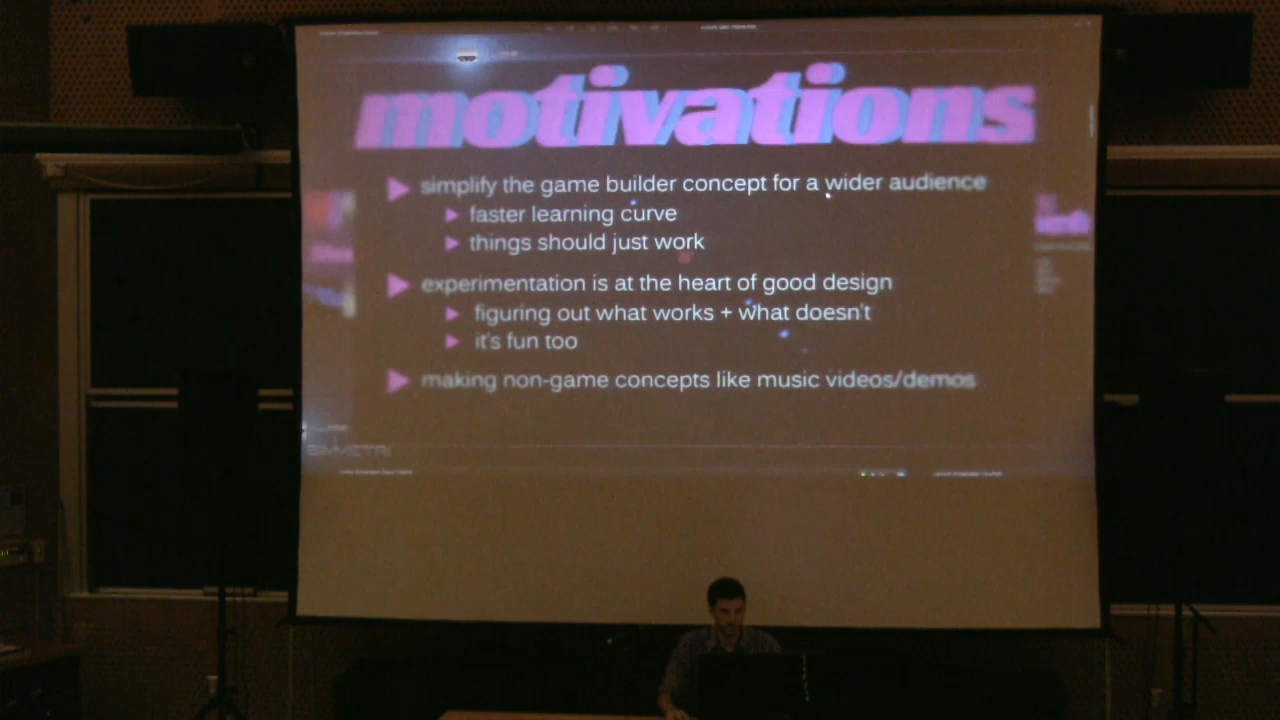 motivations
simplify the game builder concept for a wider audience
faster learning curve
things should just work
experimentation is at the heart of good design
figuring out what works + what doesn't
it's fun too
making non-game concepts like music videos/demos